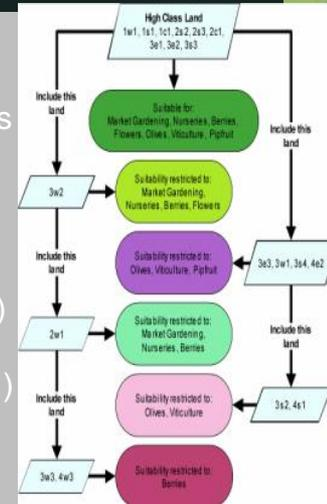 High Class Land
1w1, 1s1, 1c1, 2s2, 2s3, 2c1,
3e1, 3e2, 3s3
Include this
land
Suitable for:
Market Gardening, Nurseries, Berries,
Flowers, Olives, Viticulture, Pipfruit
Include this
land
3w2
Suitability restricted to:
Market Gardening,
Nurseries, Berries, Flowers
Suitability restricted to:
Olives, Viticulture, Pipfruit
3e3, 3w1, 3s4, 4e2
Include this
land
2w1
Suitability restricted to:
Market Gardening,
Nurseries, Berries
Include this
land
Include this
land
Suitability restricted to:
Olives, Viticulture
3s2, 4s1
3w3, 4w3
Suitability restricted to:
Berries
s
)
)